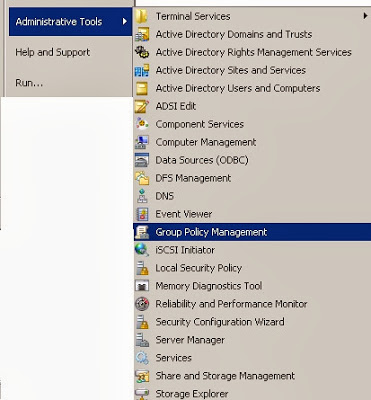 Administrative Tools
Help and Support
Run...
Terminal Services
Active Directory Domains and Trusts
Active Directory Rights Management Services
Active Directory Sites and Services
Active Directory Users and Computers
ADSI Edit
Component Services
Computer Management
Data Sources (ODBC)
DFS Management
DNS
Event Viewer
Group Policy Management
iSCSI Initiator
Local Security Policy
Memory Diagnostics Tool
Reliability and Performance Monitor
Security Configuration Wizard
Server Manager
Services
Share and Storage Management
Storage Explorer